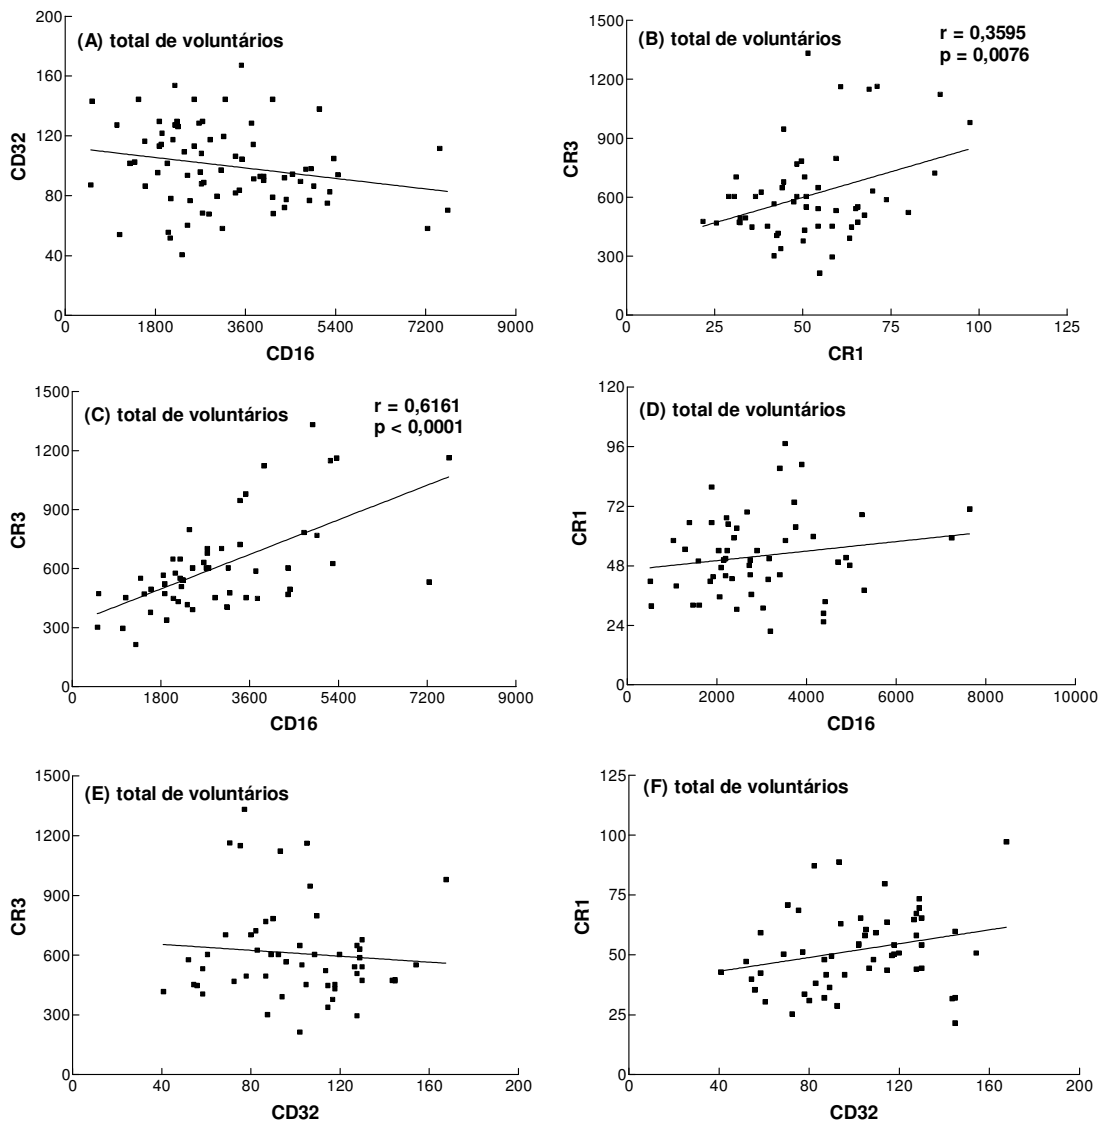 (A) total de voluntários
CD32
200
160
120
80
40
0
0 1800 3600 5400 7200 9000
CD16
(B) total de voluntários
r = 0,3595
p = 0,0076
CR3
1500
1200
900
600
300
0
0 25 50 75 100 125
CR1
(C) total de voluntários
r = 0,6161
p < 0,0001
CR3
1500
1200
900
600
300
0
0 1800 3600 5400 7200 9000
CD16
(D) total de voluntários
CR1
120
96
72
48
24
0
0 2000 4000 6000 8000 10000
CD16
(E) total de voluntários
CR3
1500
1200
900
600
300
0
0 40 80 120 160 200
CD32
(F) total de voluntários
CR1
125
100
75
50
25
0
0 40 80 120 160 200
CD32